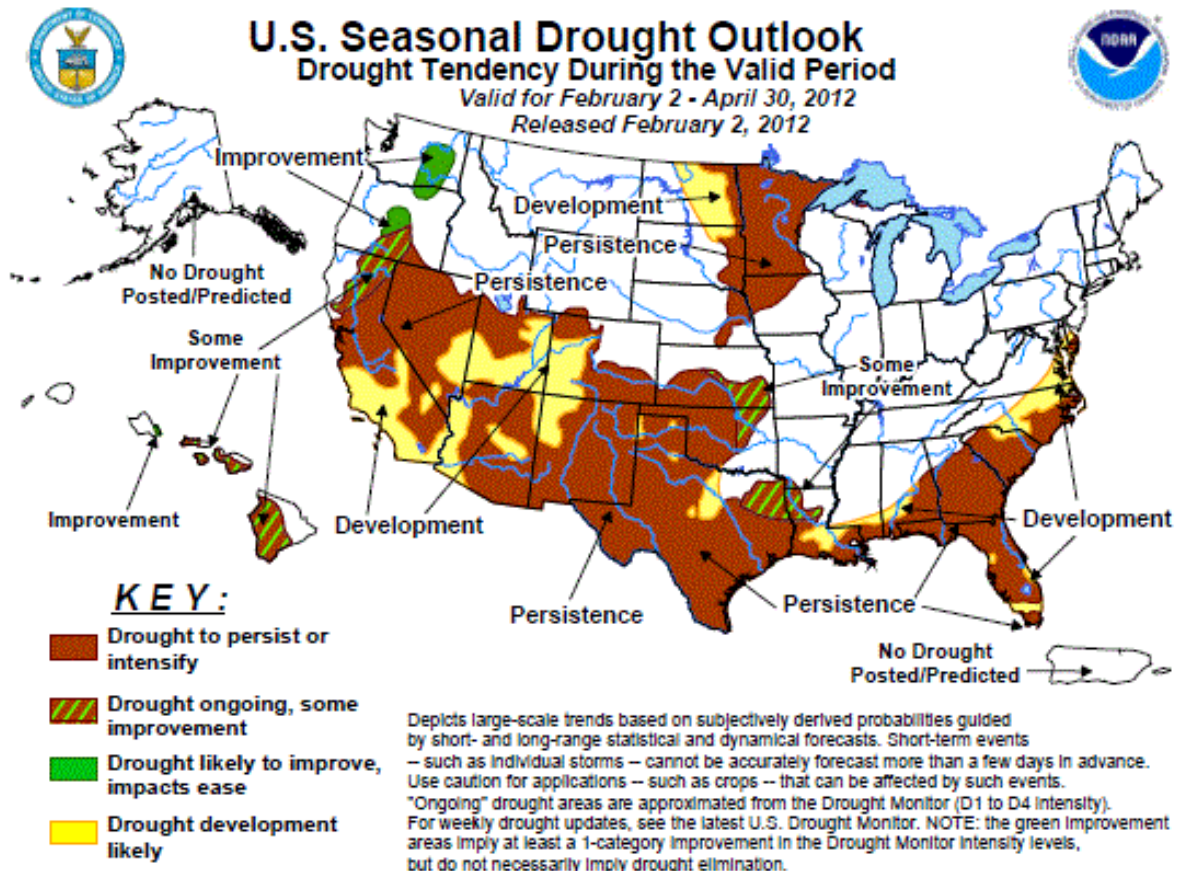 U.S. Seasonal Drought Outlook
Drought Tendency During the Valid Period
Valid for February 2 - April 30, 2012
Released February 2, 2012
DEPARTMENT OF COMMERCE
UNITED STATES OF AMERICA
NOAA
Improvement
Development
Persistence
No Drought
Posted/Predicted
Persistence
Some
Improvement
Some
Improvement
Improvement
Development
Development
Persistence
Persistence
No Drought
Posted/Predicted
KEY:
Drought to persist or
intensify
Drought ongoing, some
improvement
Drought likely to improve,
impacts ease
Drought development
likely
Depicts large-scale trends based on subjectively derived probabilities guided
by short- and long-range statistical and dynamical forecasts. Short-term events
-- such as individual storms -- cannot be accurately forecast more than a few days in advance.
Use caution for applications -- such as crops -- that can be affected by such events.
"Ongoing" drought areas are approximated from the Drought Monitor (D1 to D4 intensity).
For weekly drought updates, see the latest U.S. Drought Monitor. NOTE: the green improvement
areas imply at least a 1-category improvement in the Drought Monitor intensity levels,
but do not necessarily imply drought elimination.